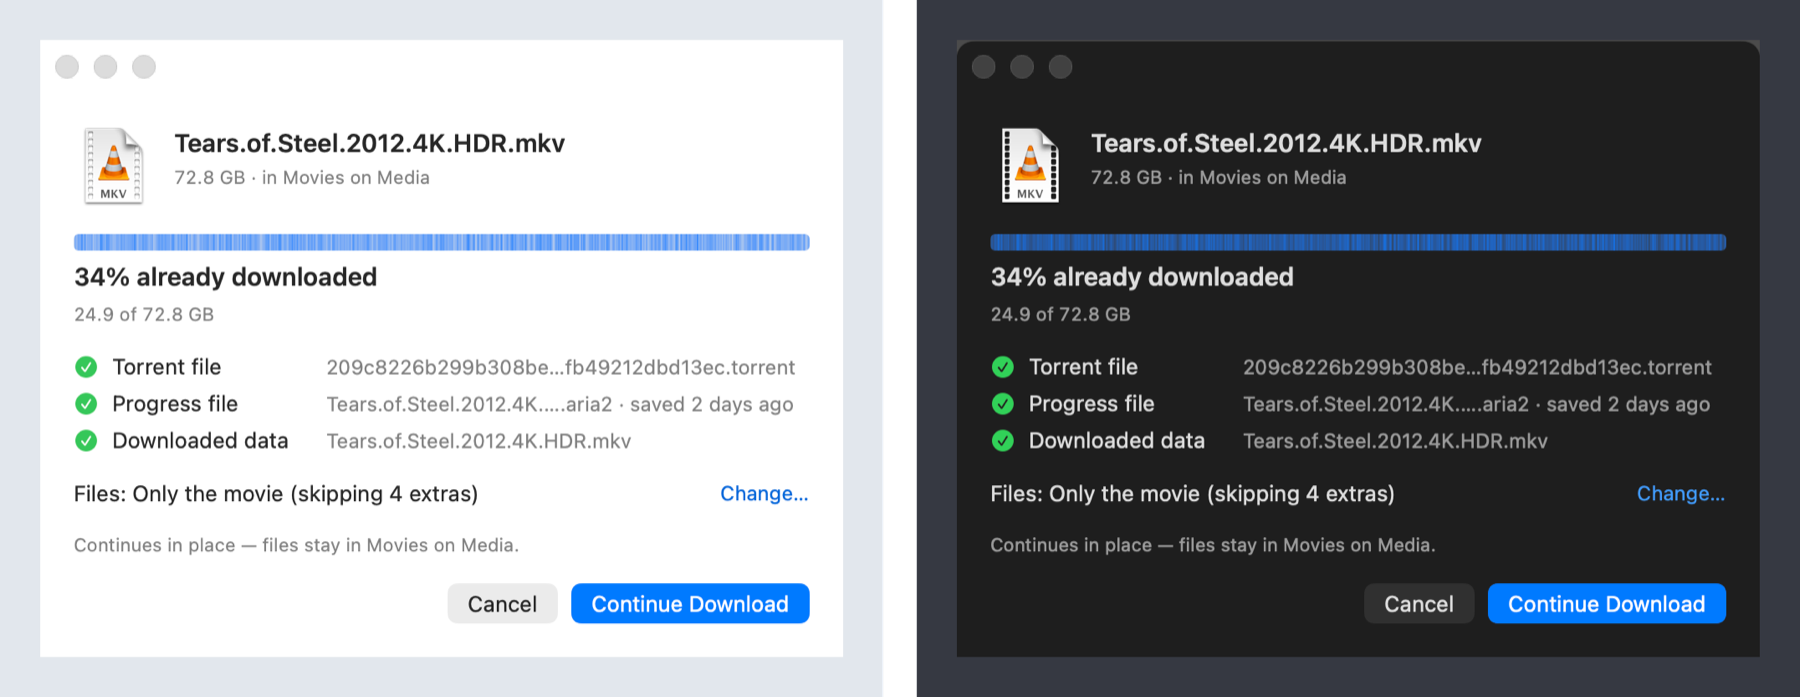 Tears.of.Steel.2012.4K.HDR.mkv
72.8 GB · in Movies on Media
MKV
34% already downloaded
24.9 of 72.8 GB
Torrent file 209c8226b299b308be...fb49212dbd13ec.torrent
Progress file Tears.of.Steel.2012.4K.....aria2 · saved 2 days ago
Downloaded data Tears.of.Steel.2012.4K.HDR.mkv
Files: Only the movie (skipping 4 extras) Change...
Continues in place — files stay in Movies on Media.
Cancel Continue Download
Tears.of.Steel.2012.4K.HDR.mkv
72.8 GB · in Movies on Media
MKV
34% already downloaded
24.9 of 72.8 GB
Torrent file 209c8226b299b308be...fb49212dbd13ec.torrent
Progress file Tears.of.Steel.2012.4K.....aria2 · saved 2 days ago
Downloaded data Tears.of.Steel.2012.4K.HDR.mkv
Files: Only the movie (skipping 4 extras) Change...
Continues in place — files stay in Movies on Media.
Cancel Continue Download